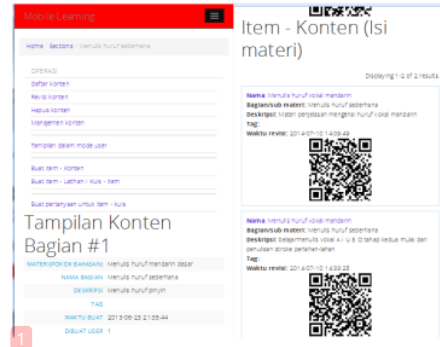 Mobile Learning
Home Sections Menulis huruf sederhana
OPERASI
Daftar Konten
Revisi Konten
Hapus Konten
Manajemen Konten
Tampilan dalam mode user
Buat Item - Konten
Buat Item - Latihan / Kuis - Item
Buat pertanyaan untuk Item - Kuis
Tampilan Konten
Bagian #1
MATERI(POKOK BAHASAN) Menulis huruf mandarin dasar
NAMA BAGIAN Menulis huruf sederhana
DESKRIPSI Menulis huruf pinyin
TAG
WAKTU BUAT 2013-06-23 21:55:44
DIBUAT USER 1
1
Item - Konten (Isi
materi)
Displaying 1-2 of 2 results.
Nama: Menulis huruf vokal mandarin
Bagian/sub materi: Menulis huruf sederhana
Deskripsi: Materi penjelasan mengenai huruf vokal mandarin
Tag:
Waktu revisi: 2014-07-10 14:09:48
Nama: Menulis huruf vokal mandarin
Bagian/sub materi: Menulis huruf sederhana
Deskripsi: belajarmenulis vokal A I U E O tahap kedua mulai dari
penulisan stroke perlahan-lahan
Tag:
Waktu revisi: 2014-07-10 14:33:25